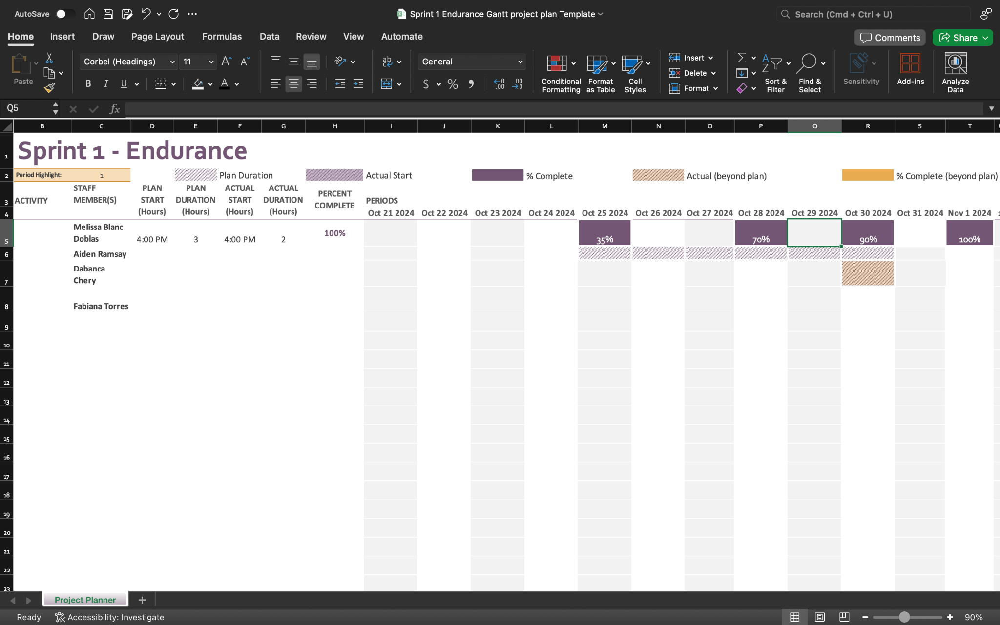 AutoSave
Sprint 1 Endurance Gantt project plan Template
Search (Cmd + Ctrl + U)
Home Insert Draw Page Layout Formulas Data Review View Automate
Comments Share
Paste
Corbel (Headings) 11
General
B I U
$ % 9
Conditional Formatting
Format as Table
Cell Styles
Insert
Delete
Format
Sort & Filter
Find & Select
Sensitivity
Add-ins
Analyze Data
Q5 fx
B C D E F G H I J K L M N O P Q R S T
1 Sprint 1 - Endurance
2 Period Highlight: 1 Plan Duration Actual Start % Complete Actual (beyond plan) % Complete (beyond plan)
3 ACTIVITY
STAFF MEMBER(S)
PLAN START (Hours)
PLAN DURATION (Hours)
ACTUAL START (Hours)
ACTUAL DURATION (Hours)
PERCENT COMPLETE
PERIODS
4 Oct 21 2024 Oct 22 2024 Oct 23 2024 Oct 24 2024 Oct 25 2024 Oct 26 2024 Oct 27 2024 Oct 28 2024 Oct 29 2024 Oct 30 2024 Oct 31 2024 Nov 1 2024
5 Melissa Blanc Doblas 4:00 PM 3 4:00 PM 2 100% 35% 70% 90% 100%
6 Aiden Ramsay
7 Dabanca Chery
8 Fabiana Torres
9
10
11
12
13
14
15
16
17
18
19
20
21
22
23
Project Planner +
Ready Accessibility: Investigate 90%